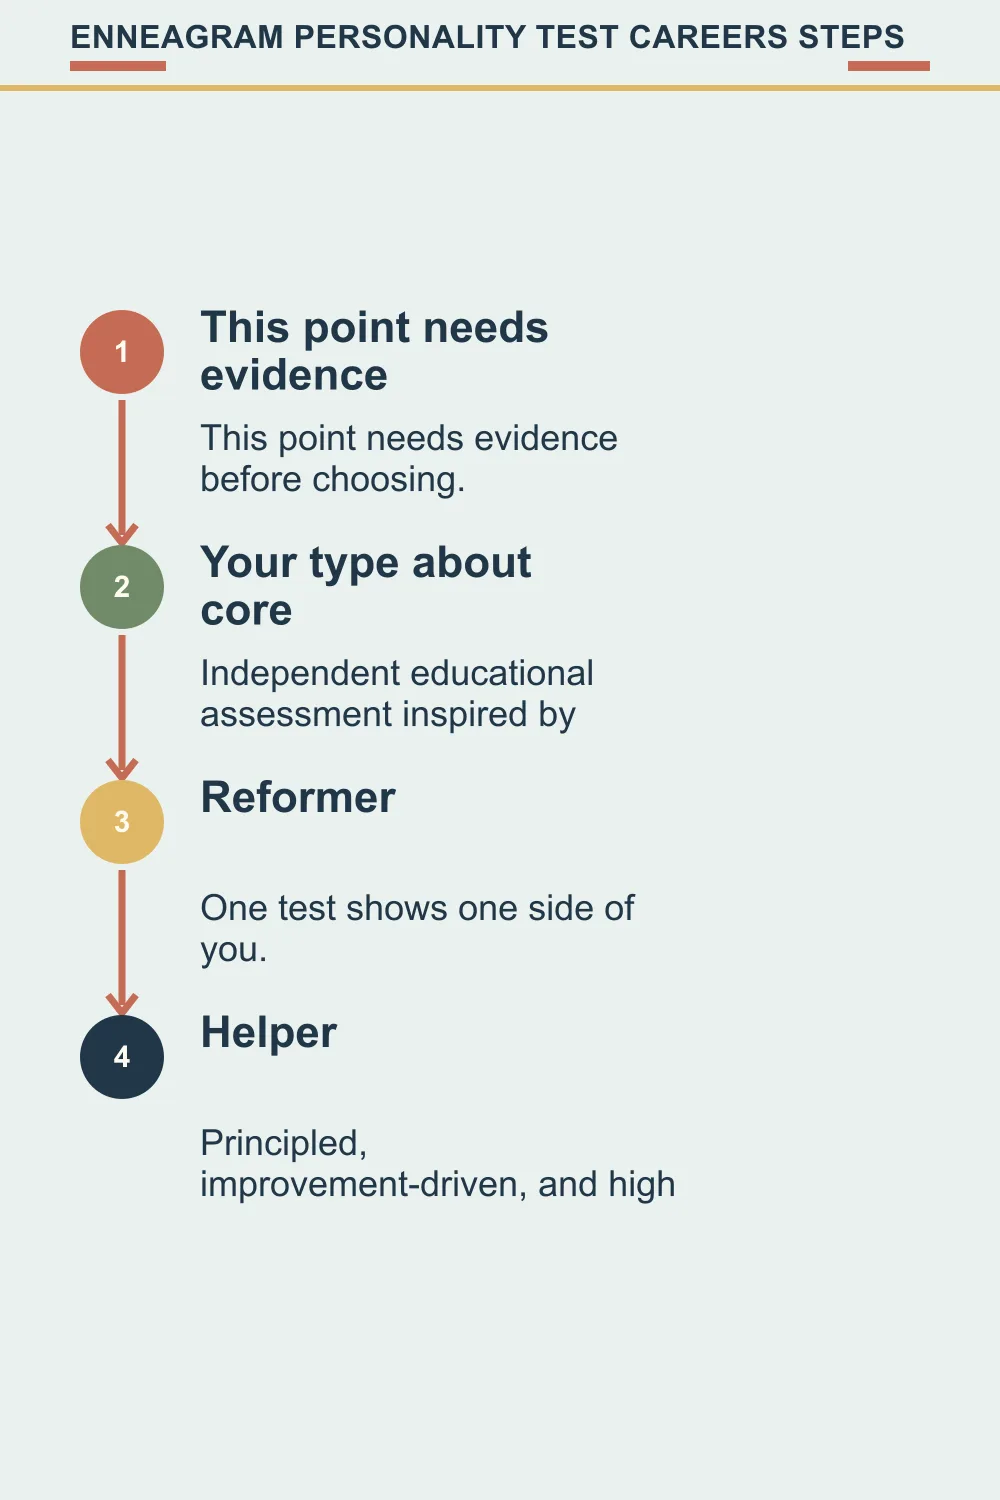 ENNEAGRAM PERSONALITY TEST CAREERS STEPS
1
This point needs
evidence
This point needs evidence
before choosing.
2
Your type about
core
Independent educational
assessment inspired by
3
Reformer
One test shows one side of
you.
4
Helper
Principled,
improvement-driven, and high